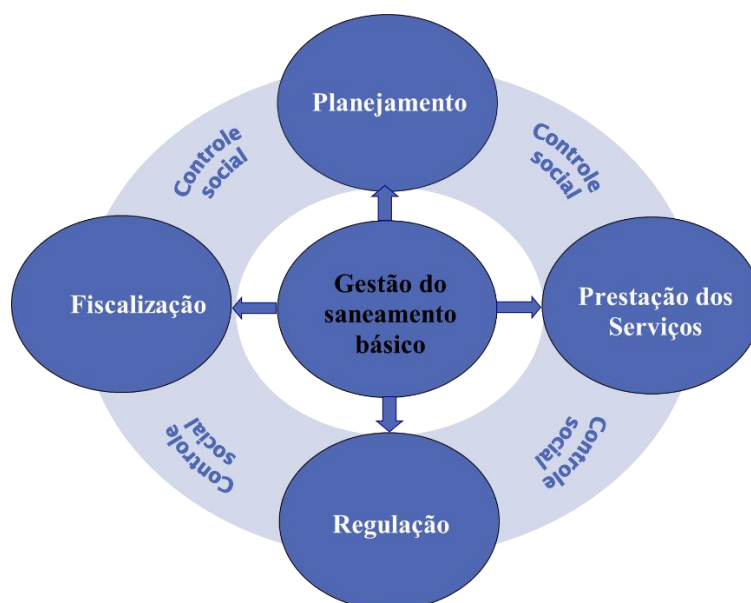 Planejamento
Controle
social
Controle
social
Fiscalização
Gestão do
saneamento
básico
Prestação dos
Serviços
Controle
social
Controle
social
Regulação